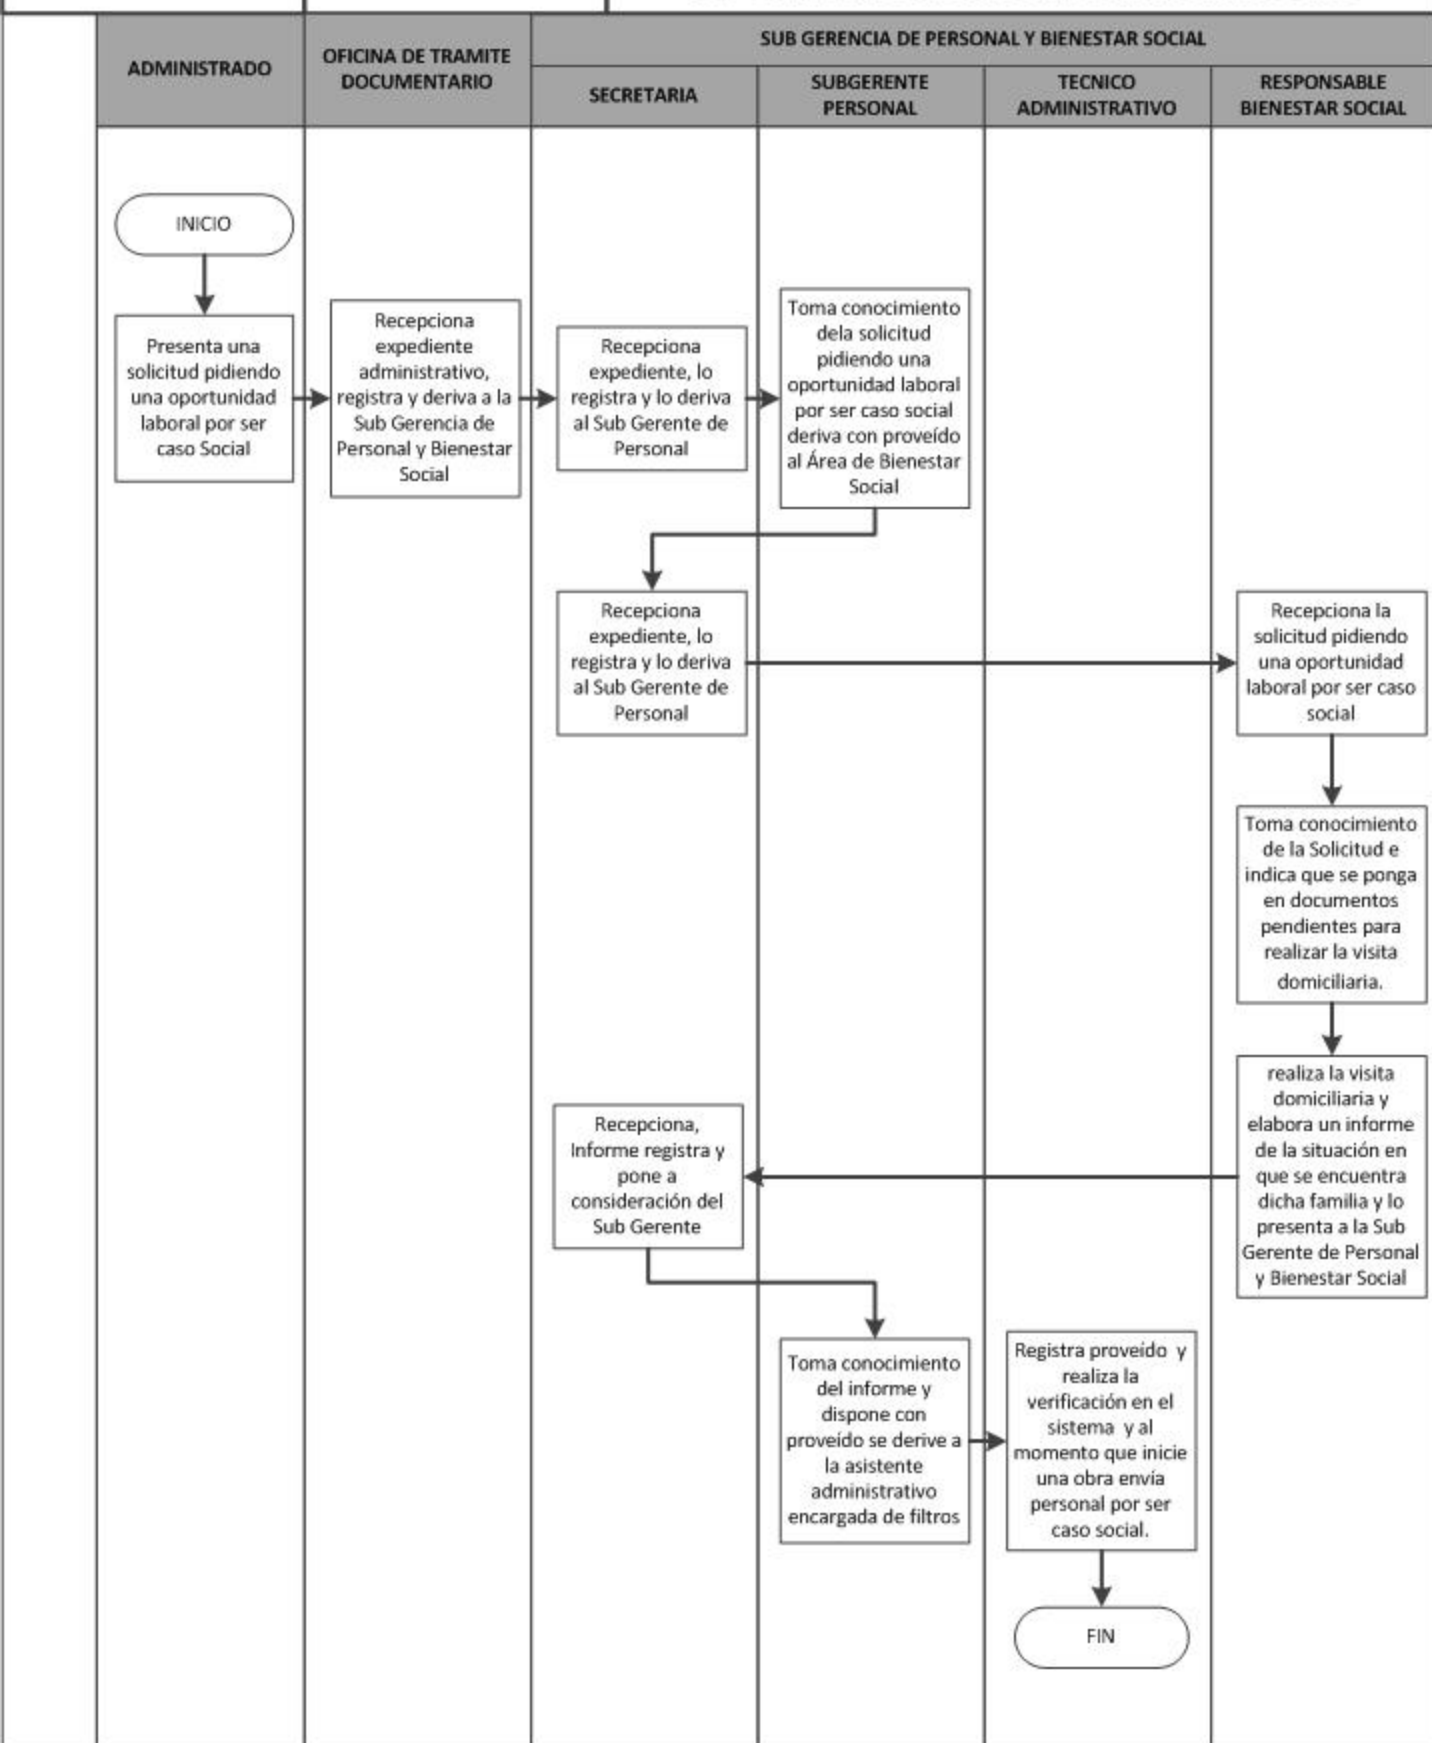 SUB GERENCIA DE PERSONAL Y BIENESTAR SOCIAL
ADMINISTRADO
OFICINA DE TRAMITE
DOCUMENTARIO
SECRETARIA
SUBGERENTE
PERSONAL
TECNICO
ADMINISTRATIVO
RESPONSABLE
BIENESTAR SOCIAL
INICIO
Presenta una
solicitud pidiendo
una oportunidad
laboral por ser
caso Social
Recepciona
expediente
administrativo,
registra y deriva a la
Sub Gerencia de
Personal y Bienestar
Social
Recepciona
expediente, lo
registra y lo deriva
al Sub Gerente de
Personal
Toma conocimiento
dela solicitud
pidiendo una
oportunidad laboral
por ser caso social
deriva con proveído
al Área de Bienestar
Social
Recepciona
expediente, lo
registra y lo deriva
al Sub Gerente de
Personal
Recepciona la
solicitud pidiendo
una oportunidad
laboral por ser caso
social
Toma conocimiento
de la Solicitud e
indica que se ponga
en documentos
pendientes para
realizar la visita
domiciliaria.
realiza la visita
domiciliaria y
elabora un informe
de la situación en
que se encuentra
dicha familia y lo
presenta a la Sub
Gerente de Personal
y Bienestar Social
Recepciona,
Informe registra y
pone a
consideración del
Sub Gerente
Toma conocimiento
del informe y
dispone con
proveído se derive a
la asistente
administrativo
encargada de filtros
Registra proveido y
realiza la
verificación en el
sistema y al
momento que inicie
una obra envía
personal por ser
caso social.
FIN